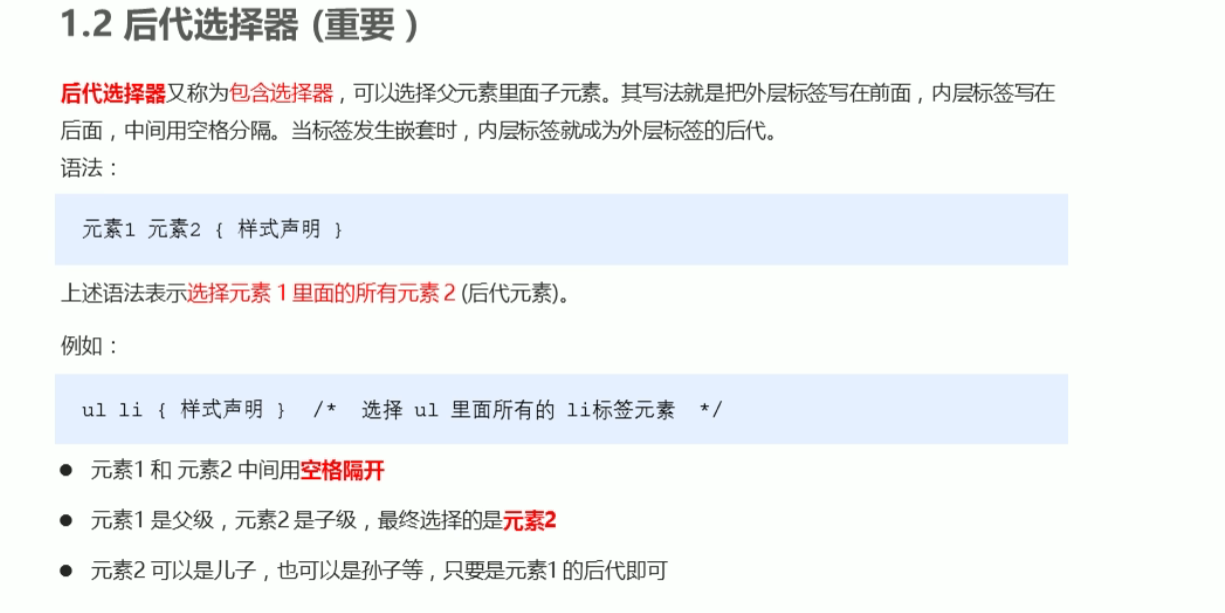 1.2 后代选择器 (重要 )
后代选择器又称为包含选择器，可以选择父元素里面子元素。其写法就是把外层标签写在前面，内层标签写在
后面，中间用空格分隔。当标签发生嵌套时，内层标签就成为外层标签的后代。
语法：
元素1 元素2 { 样式声明 }
上述语法表示选择元素 1 里面的所有元素 2 (后代元素)。
例如：
ul li { 样式声明 }  /*  选择 ul 里面所有的 li标签元素  */
● 元素1 和 元素2 中间用空格隔开
● 元素1 是父级，元素2 是子级，最终选择的是元素2
● 元素2 可以是儿子，也可以是孙子等，只要是元素1 的后代即可